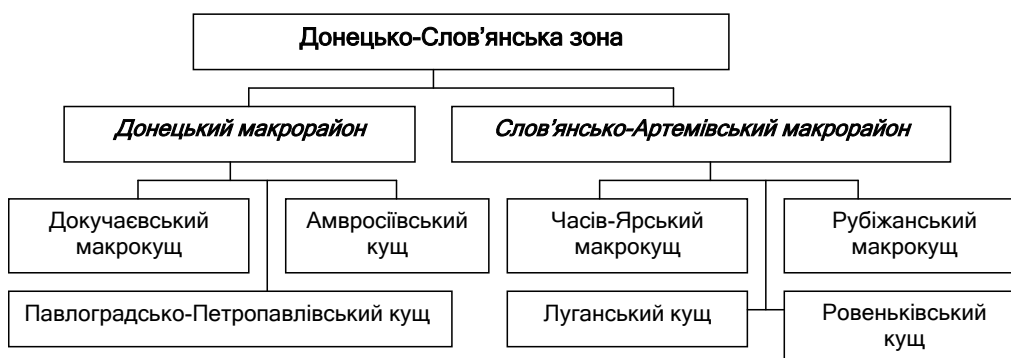 Донецько-Слов’янська зона
Донецький макрорайон
Слов’янсько-Артемівський макрорайон
Докучаєвський
макрокущ
Амвросіївський
кущ
Часів-Ярський
макрокущ
Рубіжанський
макрокущ
Павлоградсько-Петропавлівський кущ
Луганський кущ
Ровеньківський
кущ